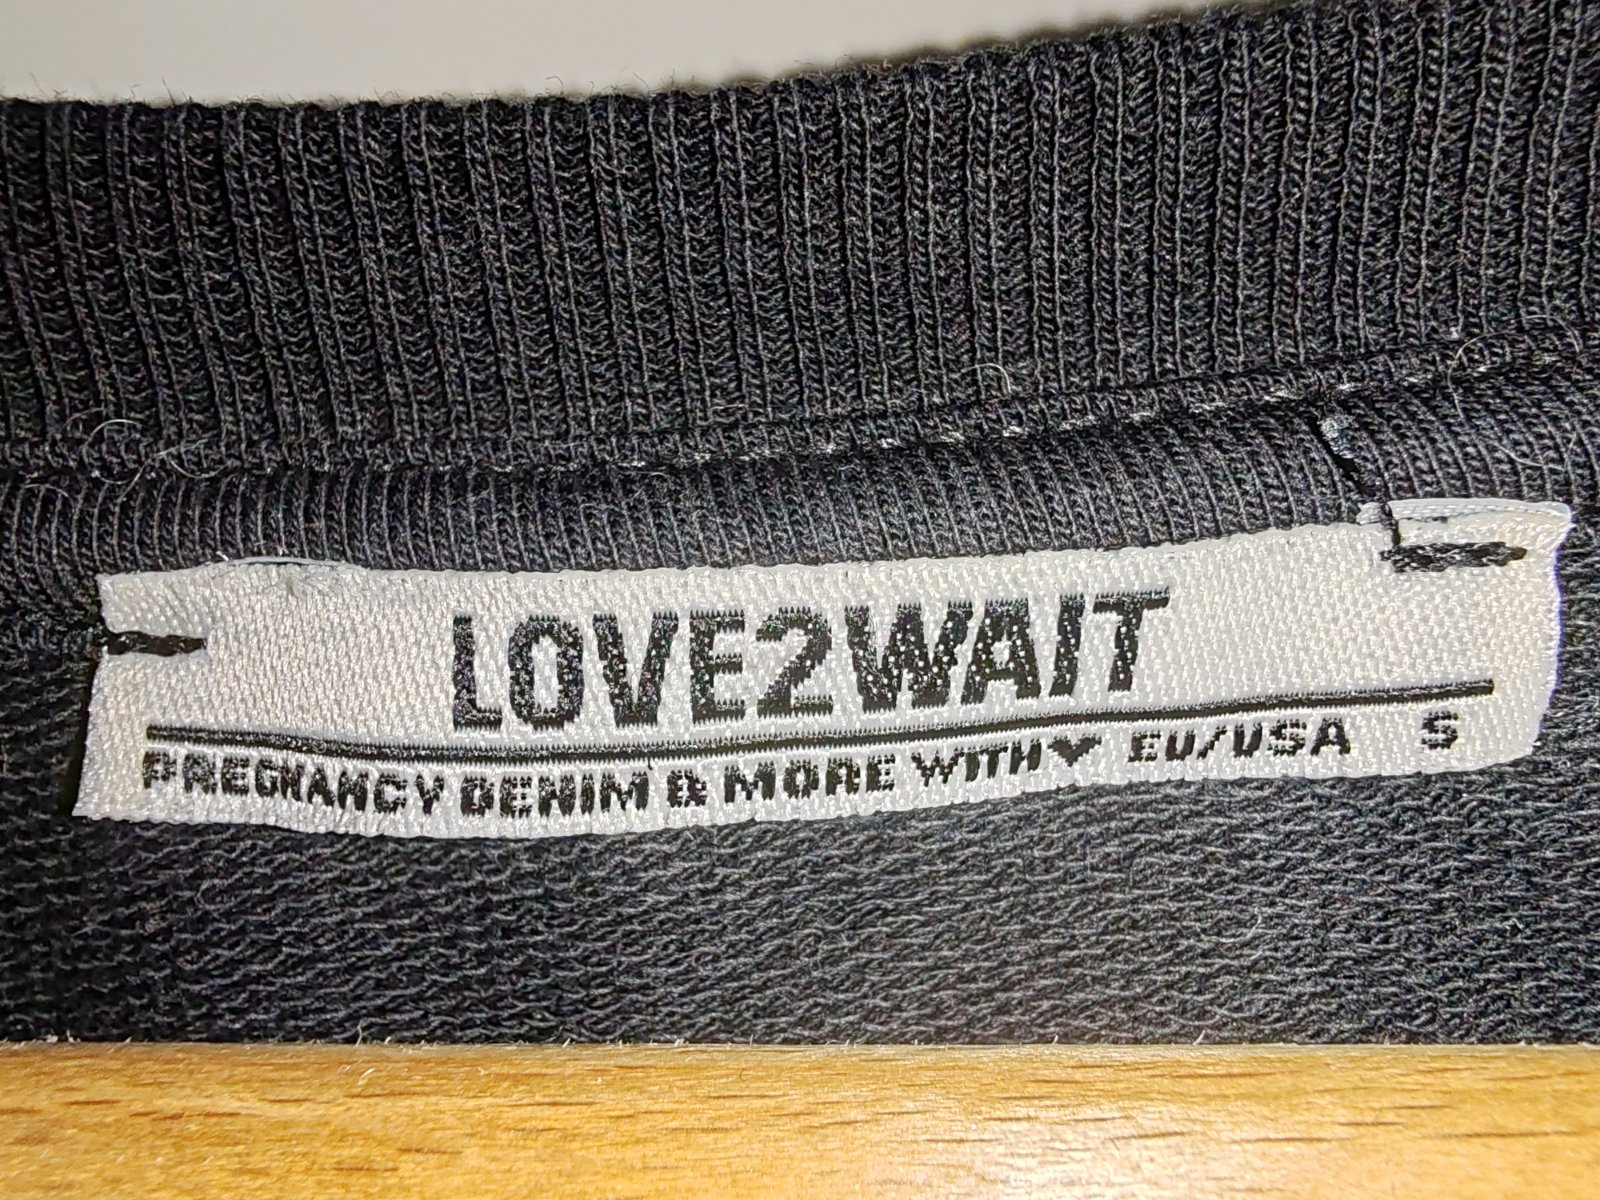 LOVE2WAIT
PREGNANCY DENIM & MORE WITH ♥ EU/USA S